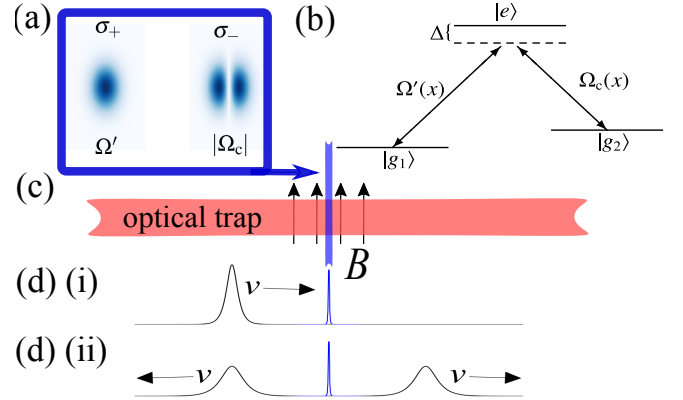 (a)
σ+ σ−
Ω′ |Ωc|
(b)
|e⟩
Δ{
Ω′(x) Ωc(x)
|g1⟩ |g2⟩
(c)
optical trap
B
(d) (i)
v
(d) (ii)
v v